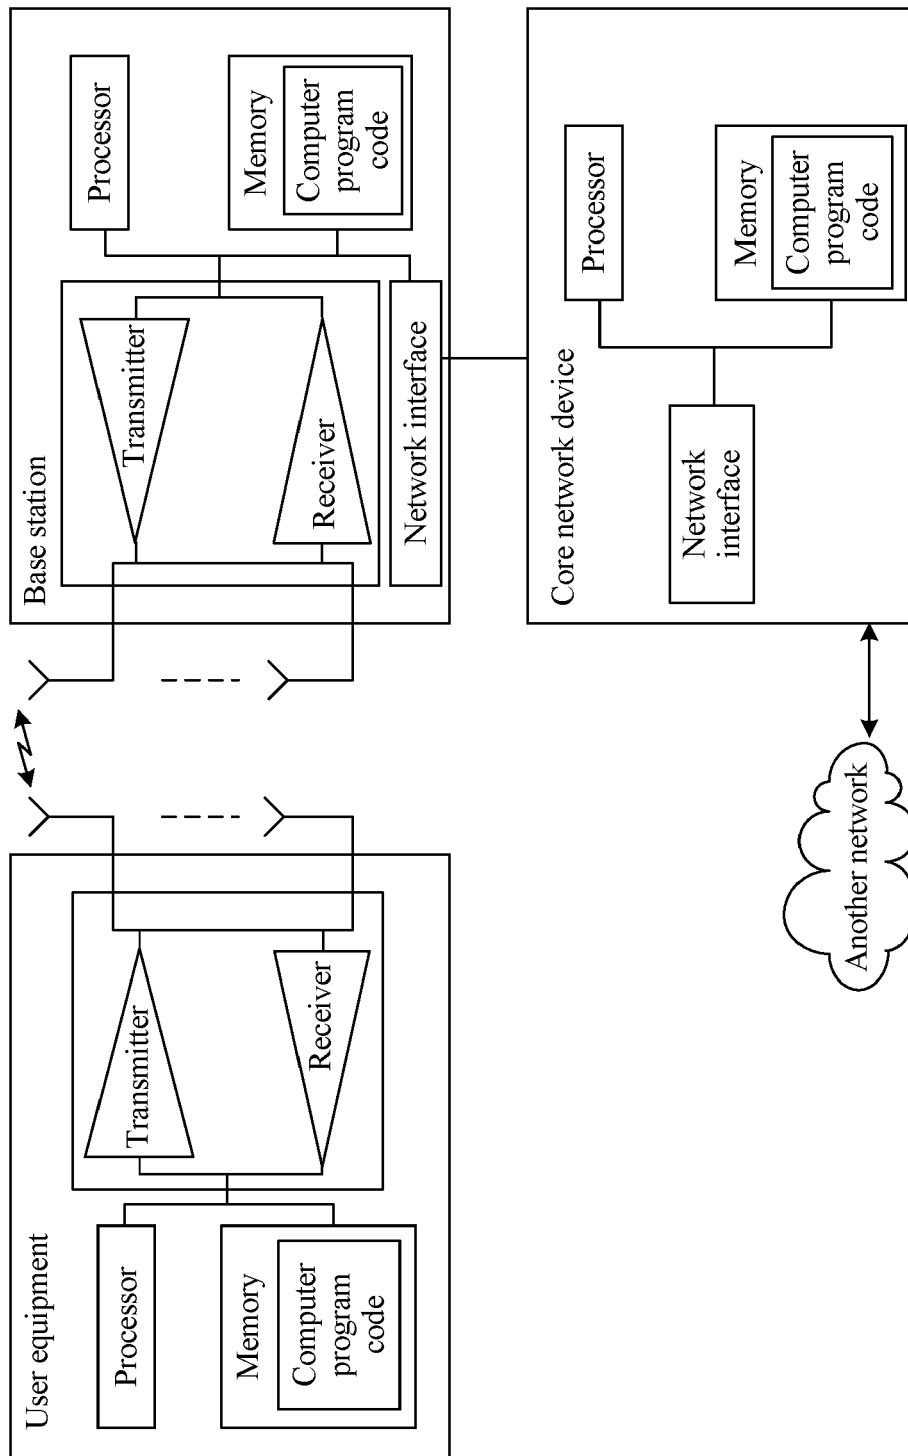 User equipment
Processor
Memory
Computer
program
code
Transmitter
Receiver
Base station
Transmitter
Receiver
Network interface
Processor
Memory
Computer
program
code
Another network
Core network device
Network
interface
Processor
Memory
Computer
program
code